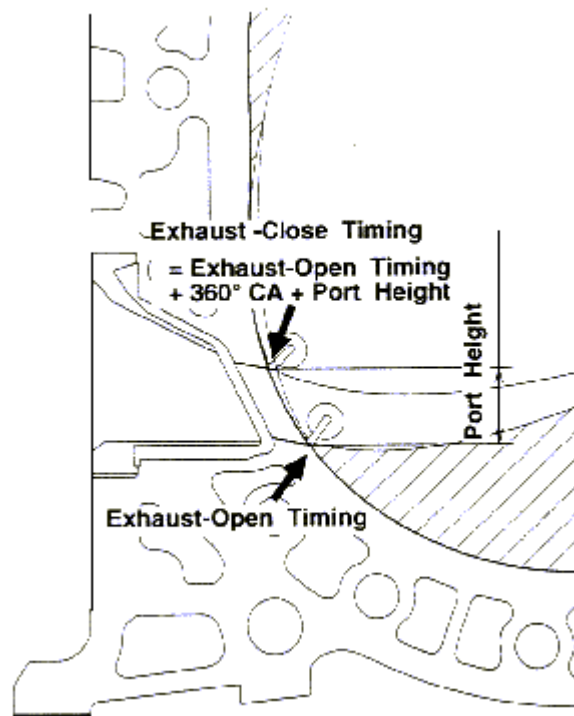 Exhaust -Close Timing
= Exhaust-Open Timing
+ 360° CA + Port Height
Port Height
Exhaust-Open Timing